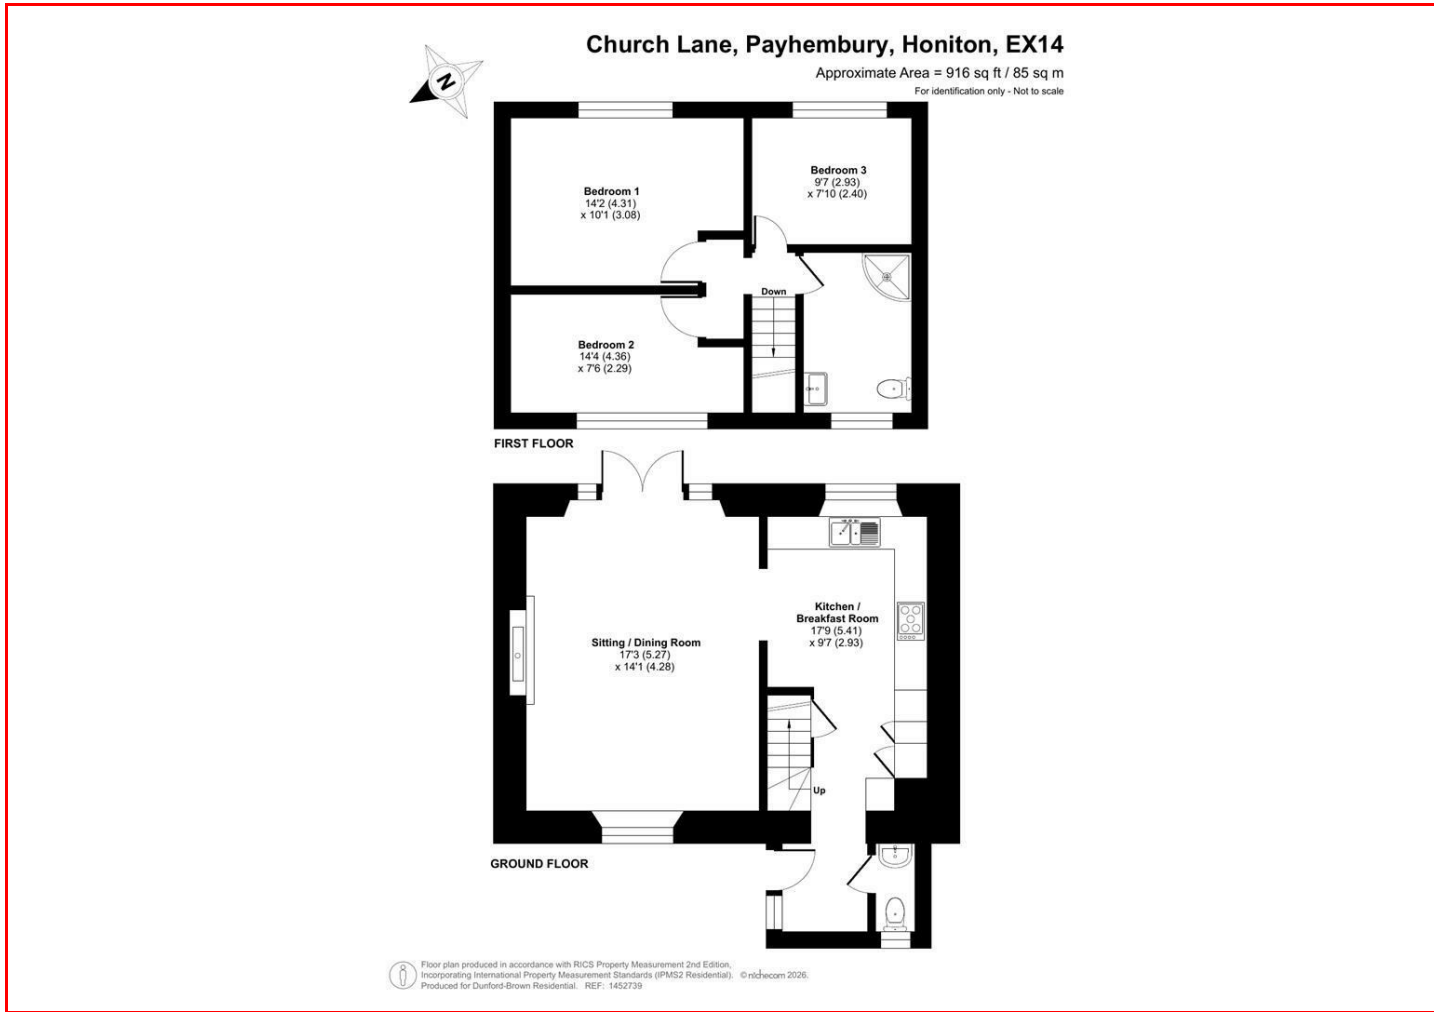 Church Lane, Payhembury, Honiton, EX14
Approximate Area = 916 sq ft / 85 sq m
For identification only - Not to scale
N
Bedroom 1
14'2 (4.31)
x 10'1 (3.08)
Bedroom 3
9'7 (2.93)
x 7'10 (2.40)
Down
Bedroom 2
14'4 (4.36)
x 7'6 (2.29)
FIRST FLOOR
Sitting / Dining Room
17'3 (5.27)
x 14'1 (4.28)
Kitchen /
Breakfast Room
17'9 (5.41)
x 9'7 (2.93)
Up
GROUND FLOOR
Floor plan produced in accordance with RICS Property Measurement 2nd Edition,
Incorporating International Property Measurement Standards (IPMS2 Residential). © nichecom 2026.
Produced for Dunford-Brown Residential. REF: 1452739